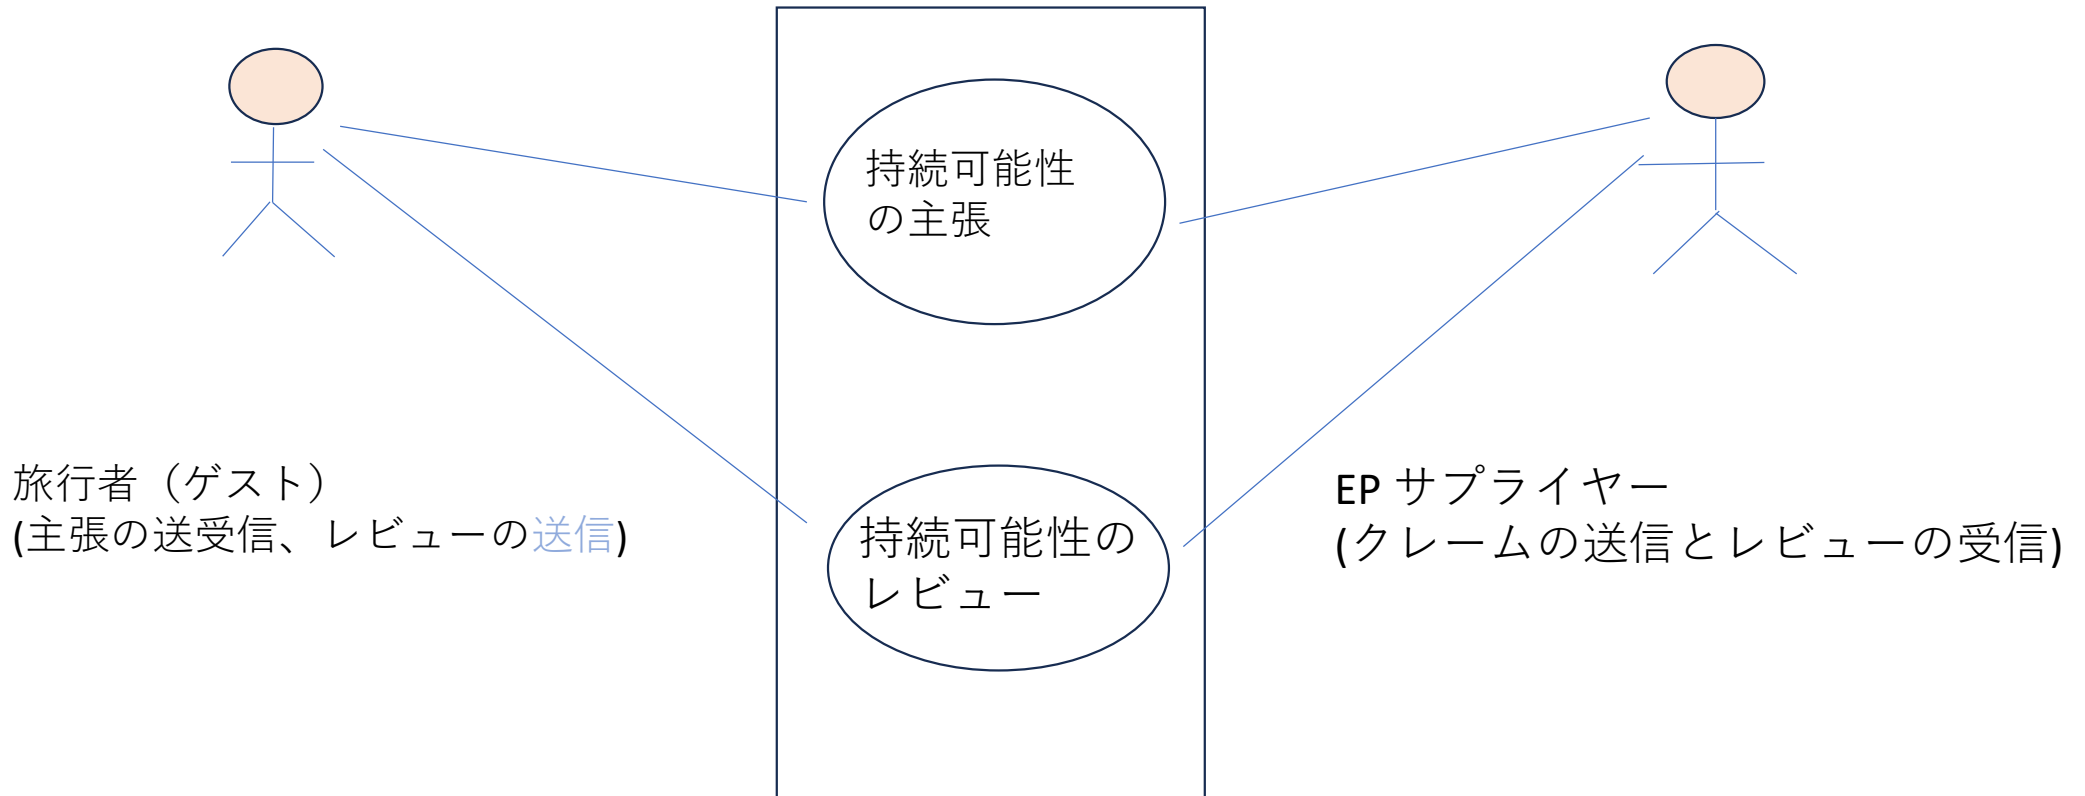 持続可能性
の主張
旅行者（ゲスト）
(主張の送受信、レビューの送信)
持続可能性の
レビュー
EP サプライヤー
(クレームの送信とレビューの受信)